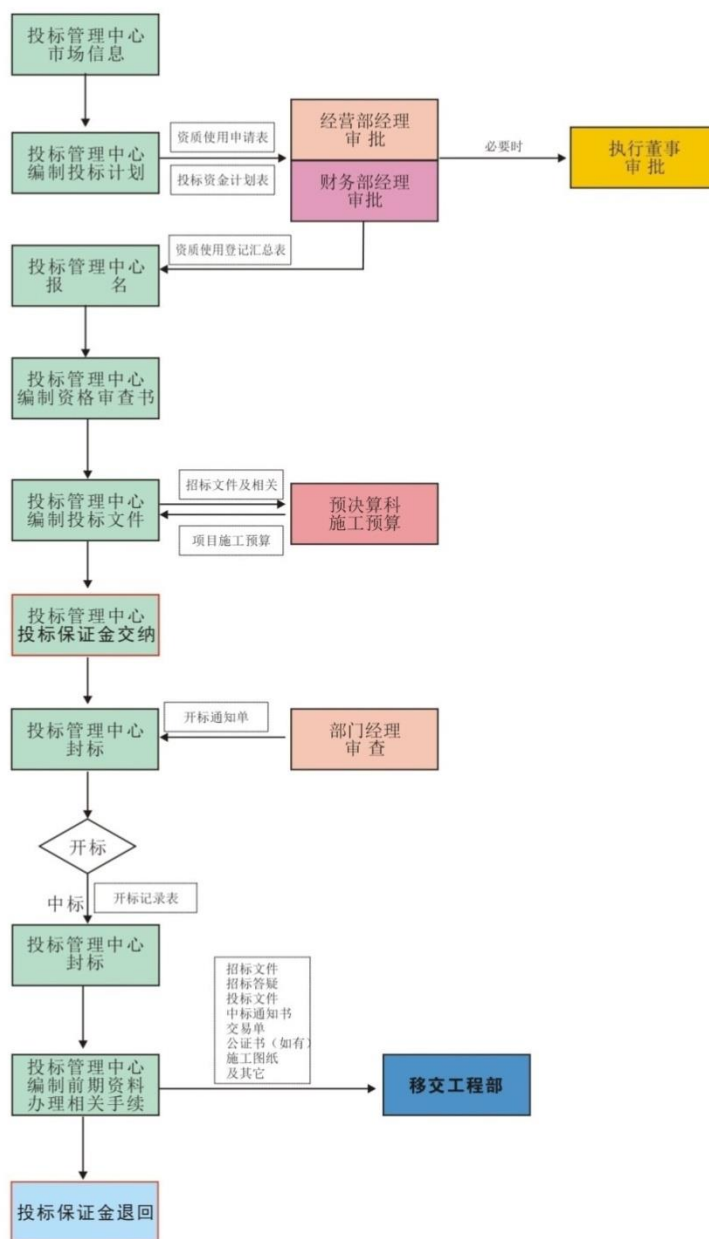 投标管理中心
市场信息
投标管理中心
编制投标计划
资质使用申请表
投标资金计划表
经营部经理
审 批
财务部经理
审批
必要时
执行董事
审 批
资质使用登记汇总表
投标管理中心
报 名
投标管理中心
编制资格审查书
投标管理中心
编制投标文件
招标文件及相关
项目施工预算
预决算科
施工预算
投标管理中心
投标保证金交纳
投标管理中心
封标
开标通知单
部门经理
审 查
开标
中标
开标记录表
投标管理中心
封标
招标文件
招标答疑
投标文件
中标通知书
交易单
公证书（如有）
施工图纸
及其它
投标管理中心
编制前期资料
办理相关手续
移交工程部
投标保证金退回